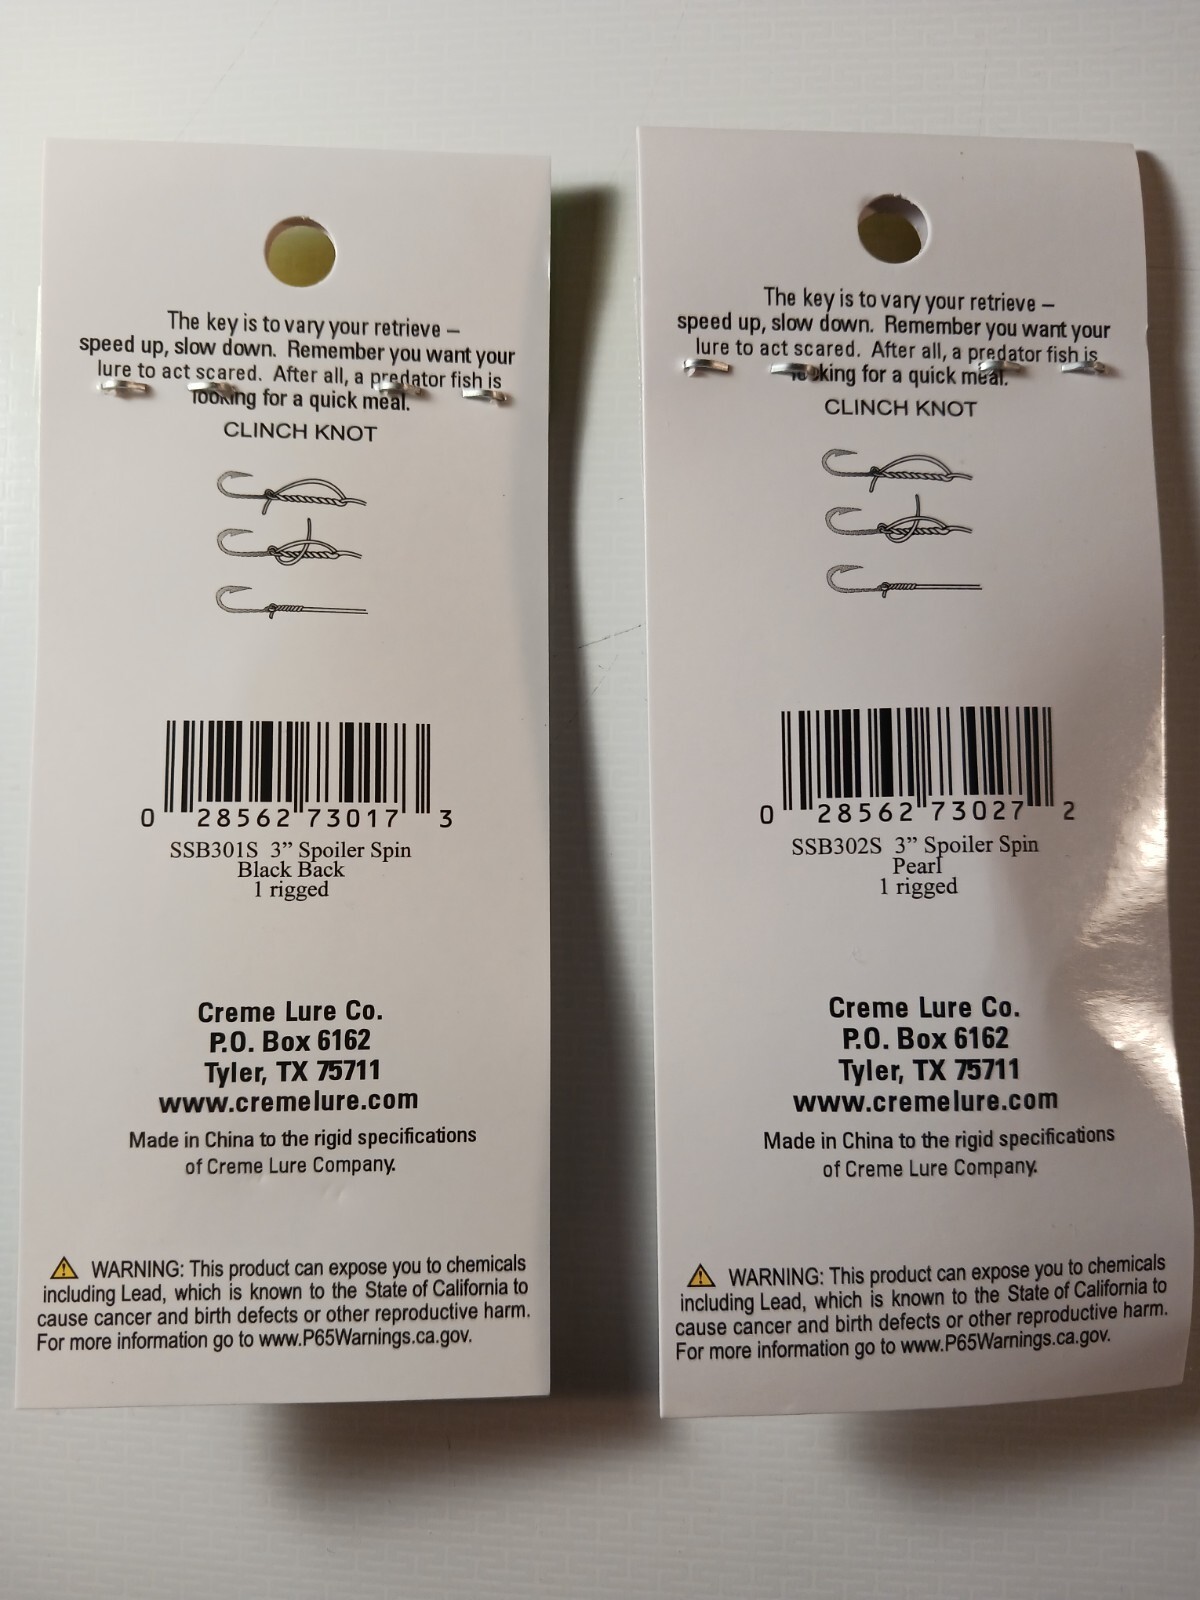 The key is to vary your retrieve –
speed up, slow down. Remember you want your
lure to act scared. After all, a predator fish is
looking for a quick meal.
CLINCH KNOT
0 28562 73017 3
SSB301S 3” Spoiler Spin
Black Back
1 rigged
Creme Lure Co.
P.O. Box 6162
Tyler, TX 75711
www.cremelure.com
Made in China to the rigid specifications
of Creme Lure Company.
⚠ WARNING: This product can expose you to chemicals
including Lead, which is known to the State of California to
cause cancer and birth defects or other reproductive harm.
For more information go to www.P65Warnings.ca.gov.
The key is to vary your retrieve –
speed up, slow down. Remember you want your
lure to act scared. After all, a predator fish is
looking for a quick meal.
CLINCH KNOT
0 28562 73027 2
SSB302S 3” Spoiler Spin
Pearl
1 rigged
Creme Lure Co.
P.O. Box 6162
Tyler, TX 75711
www.cremelure.com
Made in China to the rigid specifications
of Creme Lure Company.
⚠ WARNING: This product can expose you to chemicals
including Lead, which is known to the State of California to
cause cancer and birth defects or other reproductive harm.
For more information go to www.P65Warnings.ca.gov.